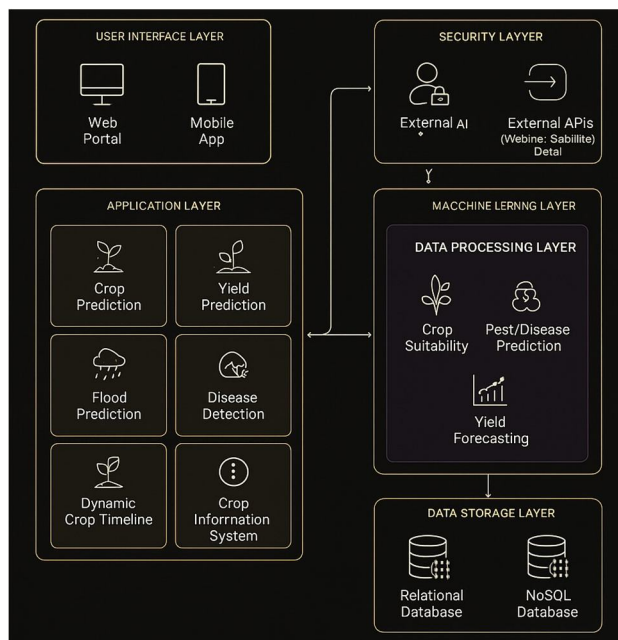 USER INTERFACE LAYER
Web
Portal
Mobile
App
SECURITY LAYYER
External AI
External APIs
(Webine: Sabillite)
Detal
APPLICATION LAYER
Crop
Prediction
Yield
Prediction
Flood
Prediction
Disease
Detection
Dynamic
Crop Timeline
Crop
Inforrnation
System
MACCHINE LERNNG LAYER
DATA PROCESSING LAYER
Crop
Suitability
Pest/Disease
Prediction
Yield
Forecasting
DATA STORAGE LAYER
Relational
Database
NoSQL
Database